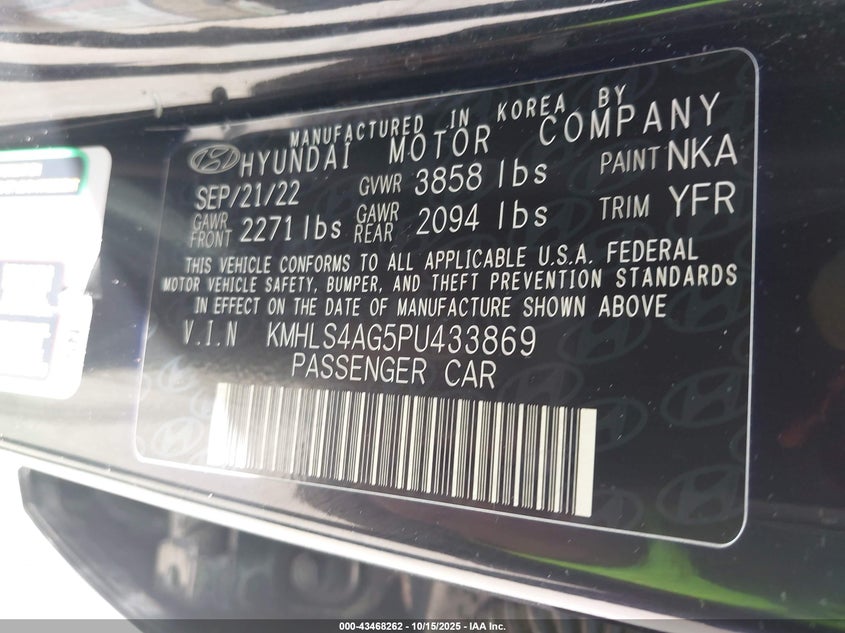 MANUFACTURED IN KOREA BY
HYUNDAI MOTOR COMPANY
SEP/21/22 GVWR 3858 lbs PAINT NKA
GAWR FRONT 2271 lbs GAWR REAR 2094 lbs TRIM YFR
THIS VEHICLE CONFORMS TO ALL APPLICABLE U.S.A. FEDERAL
MOTOR VEHICLE SAFETY, BUMPER, AND THEFT PREVENTION STANDARDS
IN EFFECT ON THE DATE OF MANUFACTURE SHOWN ABOVE
V.I.N KMHLS4AG5PU433869
PASSENGER CAR
000-43468262 - 10/15/2025 - IAA Inc.